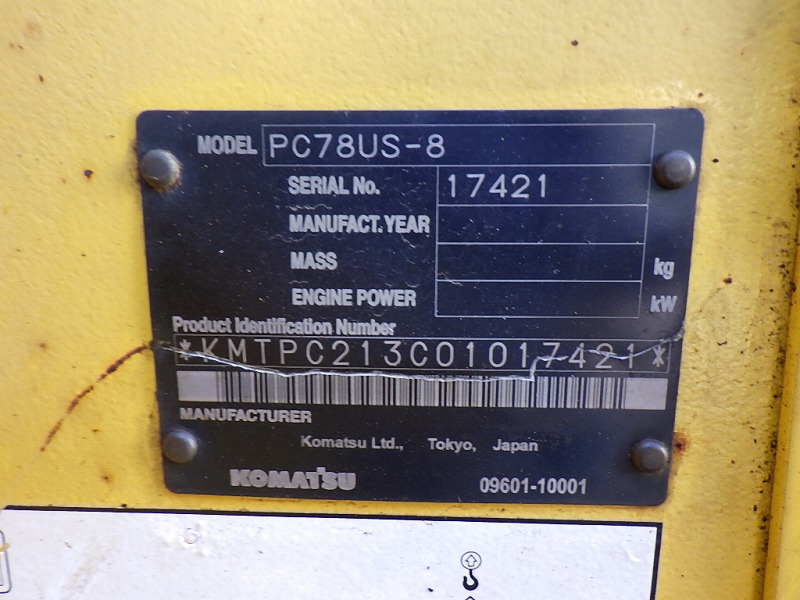 MODEL PC78US-8
SERIAL No. 17421
MANUFACT.YEAR
MASS kg
ENGINE POWER kW
Product Identification Number
*KMTPC213C01017421*
MANUFACTURER
Komatsu Ltd., Tokyo, Japan
KOMATSU 09601-10001